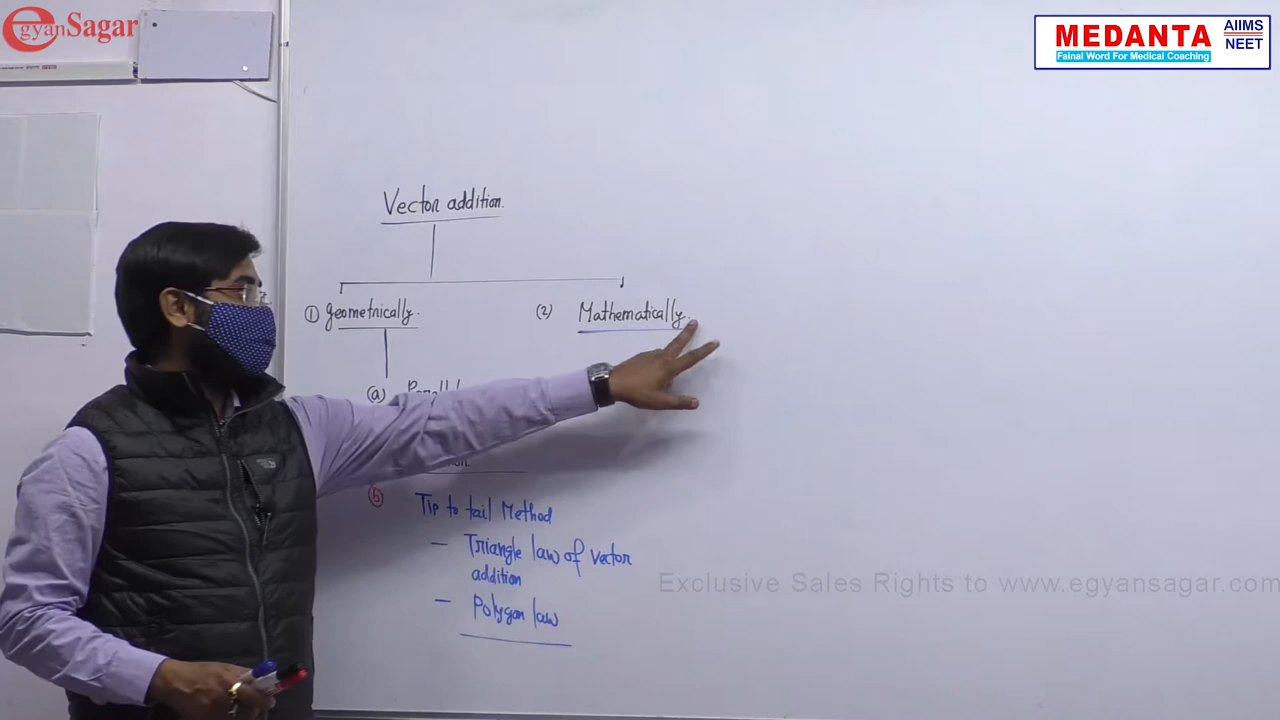 egyanSagar
MEDANTA
AIIMS
NEET
Fainal Word For Medical Coaching
Vector addition.
① Geometrically.
(2) Mathematically.
(a)
ⓑ Tip to tail Method
— Triangle law of vector
addition
— Polygon law
Exclusive Sales Rights to www.egyansagar.com